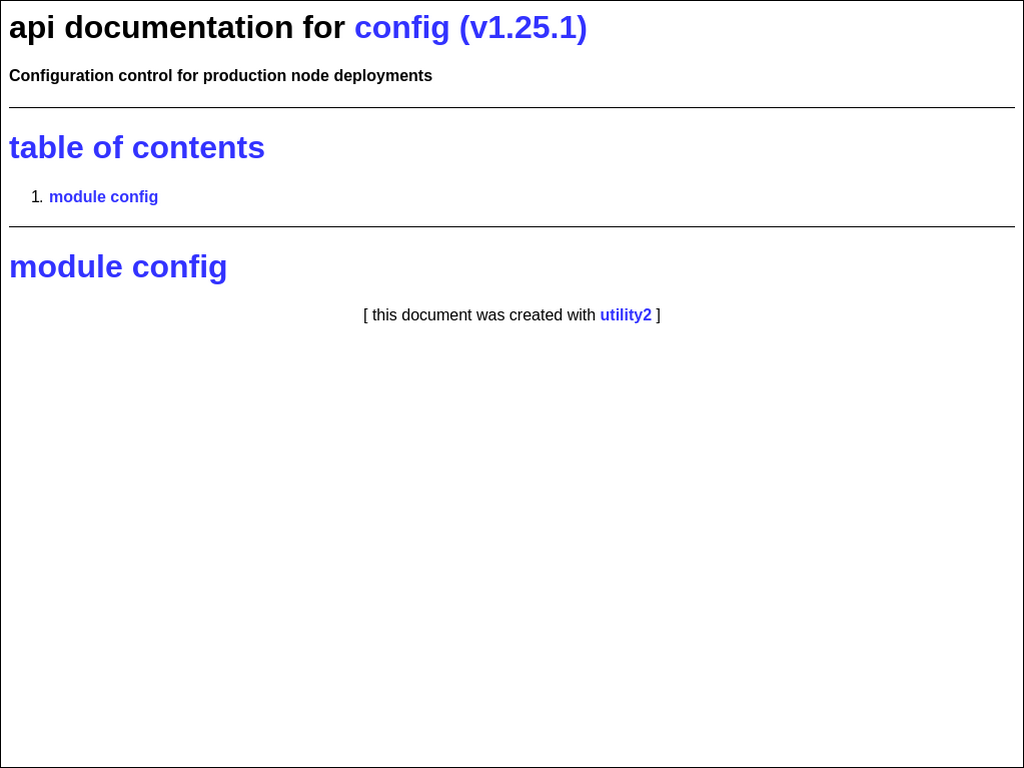 api documentation for config (v1.25.1)
Configuration control for production node deployments
table of contents
1. module config
module config
[ this document was created with utility2 ]